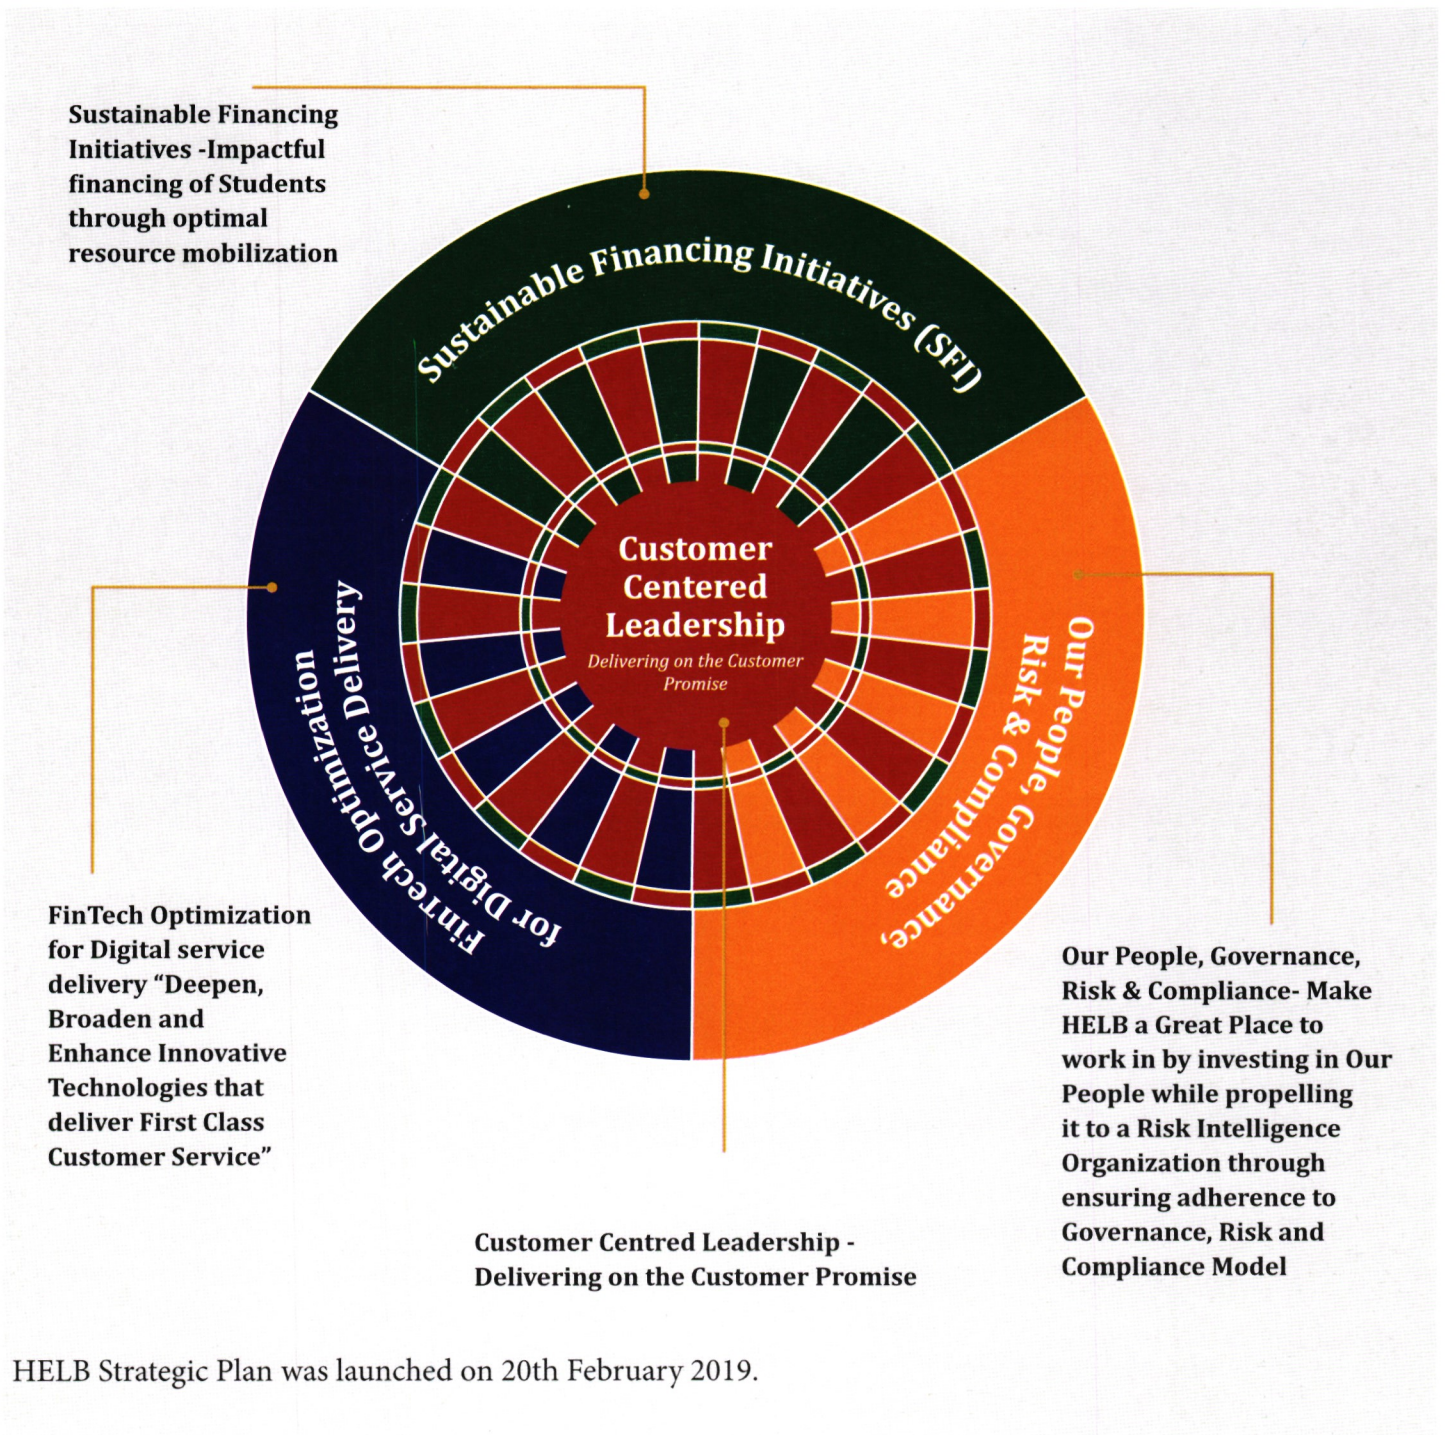 Sustainable Financing
Initiatives -Impactful
financing of Students
through optimal
resource mobilization
Sustainable Financing Initiatives (SFI)
Customer
Centered
Leadership
Delivering on the Customer
Promise
FinTech Optimization
for Digital Service Delivery
Our People, Governance,
Risk & Compliance
FinTech Optimization
for Digital service
delivery “Deepen,
Broaden and
Enhance Innovative
Technologies that
deliver First Class
Customer Service”
Our People, Governance,
Risk & Compliance- Make
HELB a Great Place to
work in by investing in Our
People while propelling
it to a Risk Intelligence
Organization through
ensuring adherence to
Governance, Risk and
Compliance Model
Customer Centred Leadership -
Delivering on the Customer Promise
HELB Strategic Plan was launched on 20th February 2019.